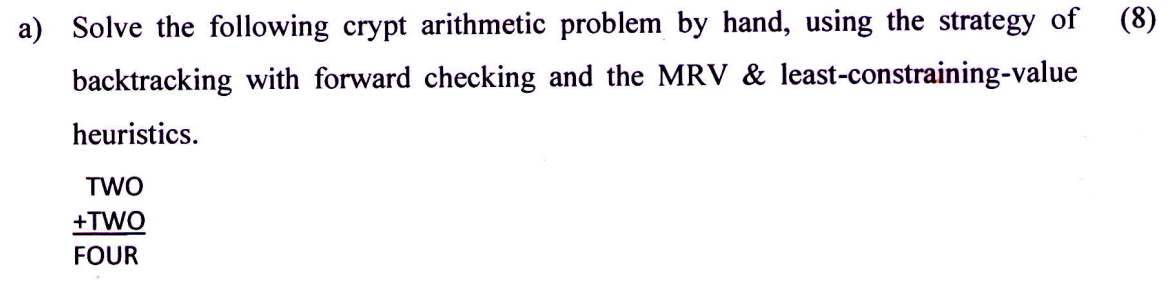 a) Solve the following crypt arithmetic problem by hand, using the strategy of (8)
backtracking with forward checking and the MRV & least-constraining-value
heuristics.
TWO
+TWO
FOUR